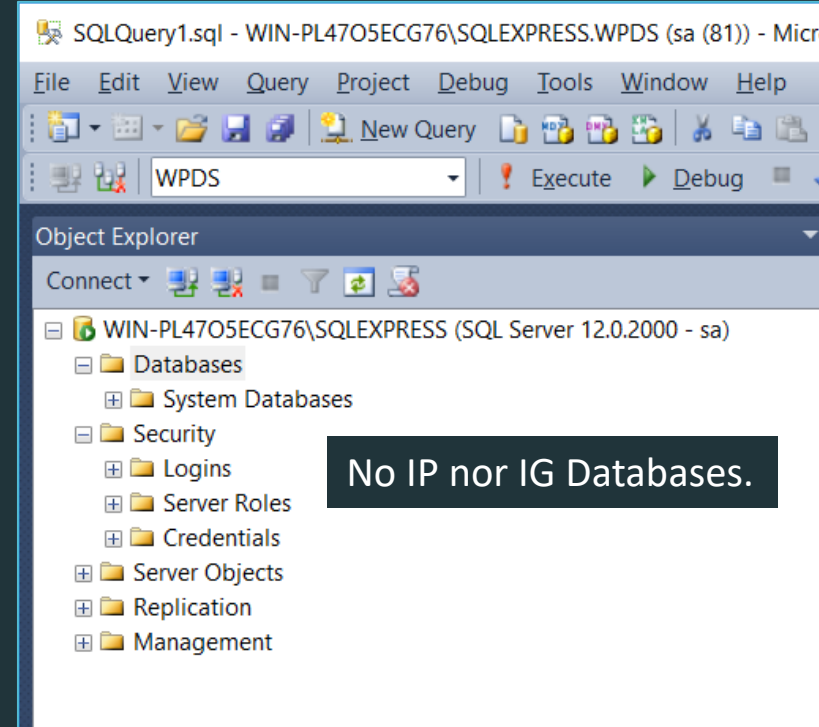 SQLQuery1.sql - WIN-PL47O5ECG76\SQLEXPRESS.WPDS (sa (81)) - Micr
File Edit View Query Project Debug Tools Window Help
New Query
WPDS Execute Debug
Object Explorer
Connect
WIN-PL47O5ECG76\SQLEXPRESS (SQL Server 12.0.2000 - sa)
Databases
System Databases
Security
Logins
No IP nor IG Databases.
Server Roles
Credentials
Server Objects
Replication
Management